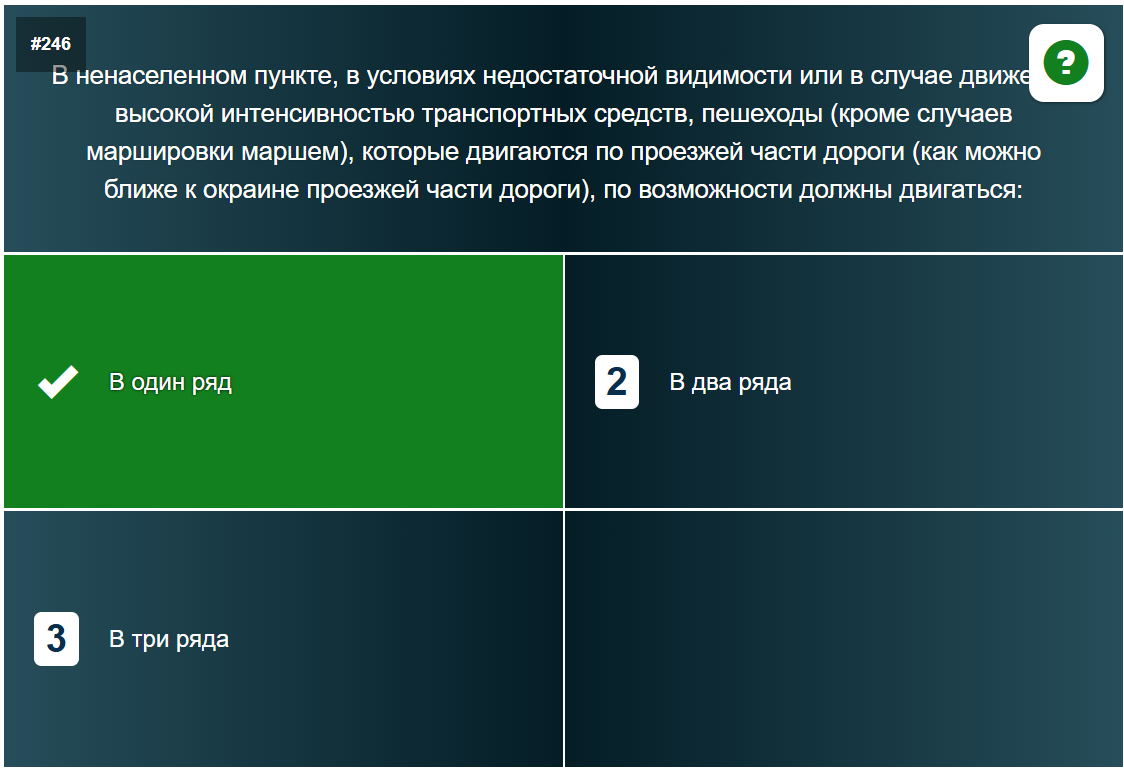 #246
В ненаселенном пункте, в условиях недостаточной видимости или в случае движе
высокой интенсивностью транспортных средств, пешеходы (кроме случаев
маршировки маршем), которые двигаются по проезжей части дороги (как можно
ближе к окраине проезжей части дороги), по возможности должны двигаться:
В один ряд
2 В два ряда
3 В три ряда